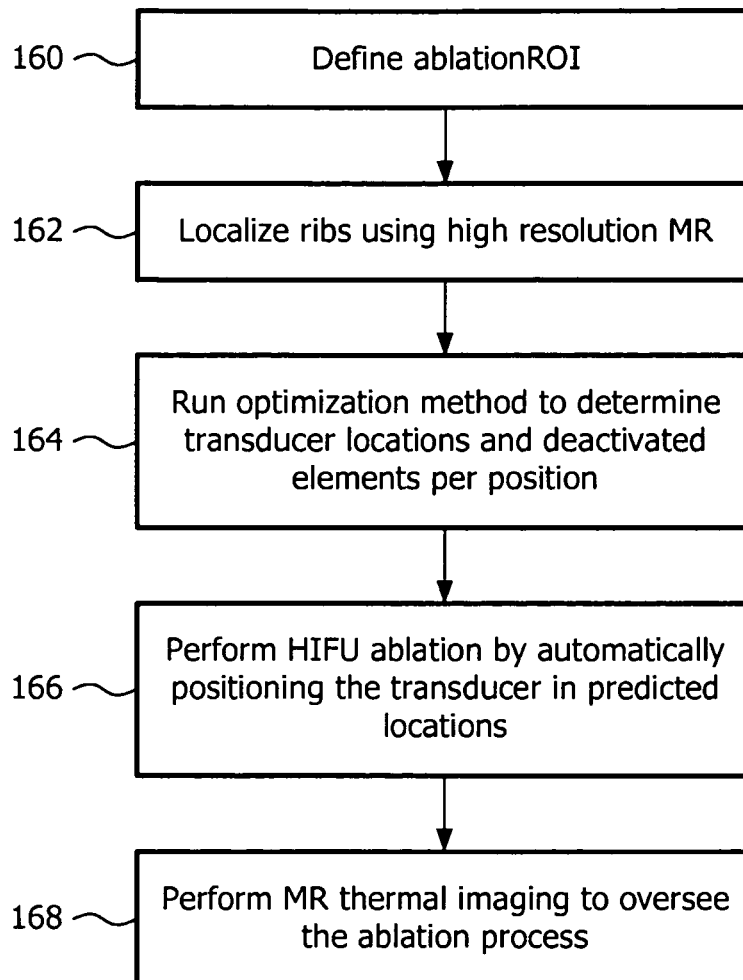 160
Define ablationROI
162
Localize ribs using high resolution MR
164
Run optimization method to determine
transducer locations and deactivated
elements per position
166
Perform HIFU ablation by automatically
positioning the transducer in predicted
locations
168
Perform MR thermal imaging to oversee
the ablation process